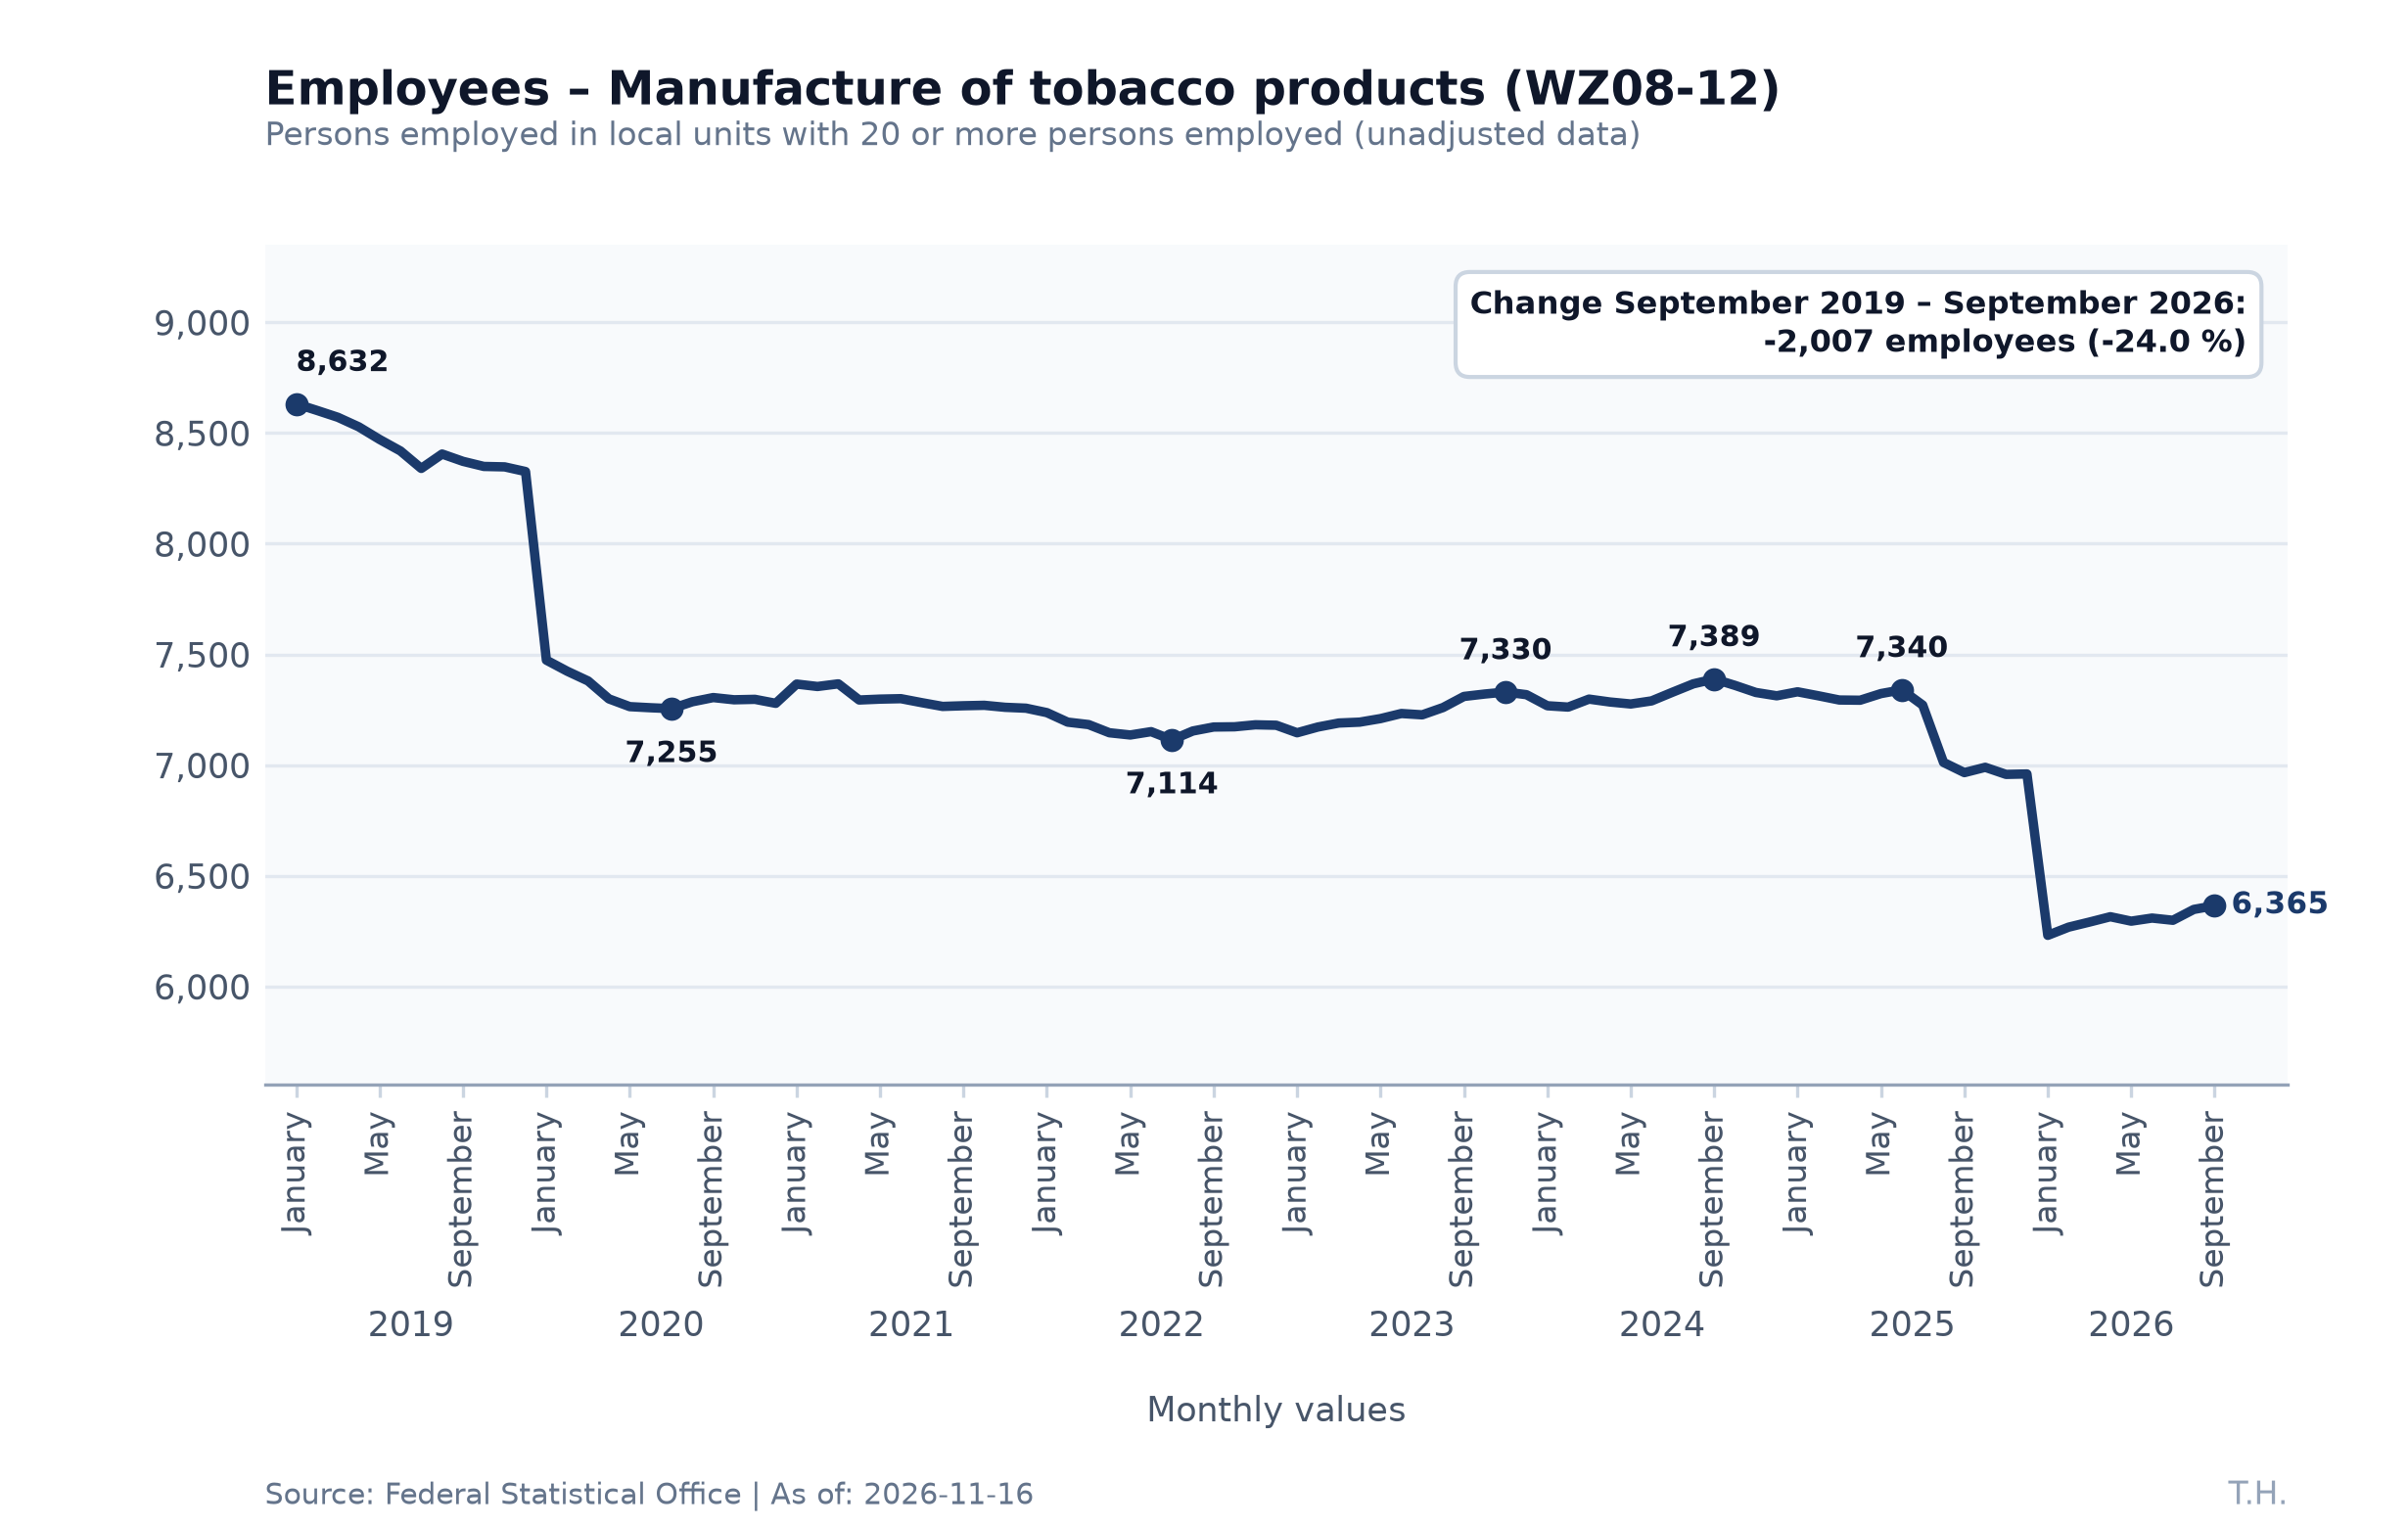 Employees – Manufacture of tobacco products (WZ08-12)
Persons employed in local units with 20 or more persons employed (unadjusted data)
Change September 2019 – September 2026:
-2,007 employees (-24.0 %)
9,000
8,500
8,000
7,500
7,000
6,500
6,000
8,632
7,255
7,114
7,330
7,389
7,340
6,365
January
May
September
January
May
September
January
May
September
January
May
September
January
May
September
January
May
September
January
May
September
January
May
September
2019
2020
2021
2022
2023
2024
2025
2026
Monthly values
Source: Federal Statistical Office | As of: 2026-11-16
T.H.